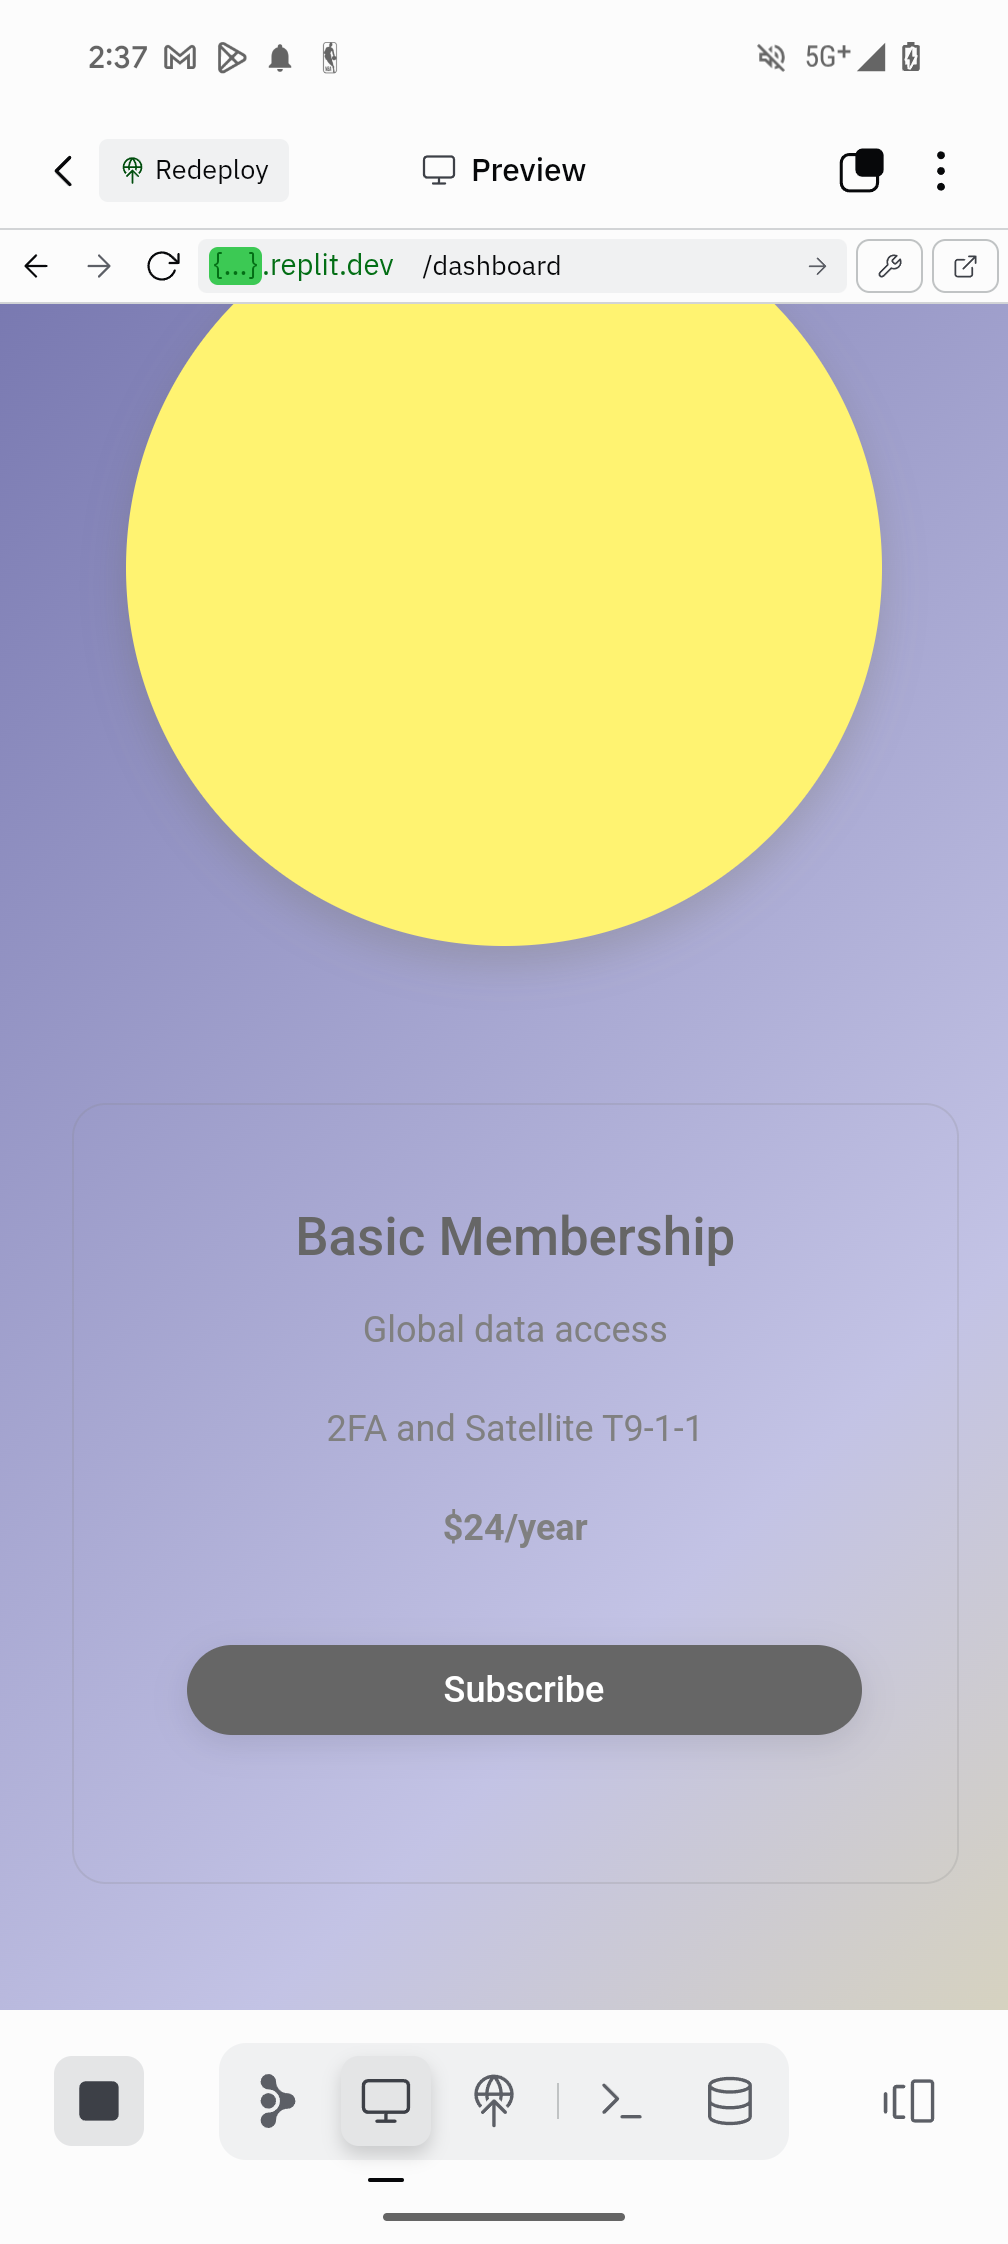 2:37 5G+
Redeploy Preview
{...}.replit.dev /dashboard
Basic Membership
Global data access
2FA and Satellite T9-1-1
$24/year
Subscribe